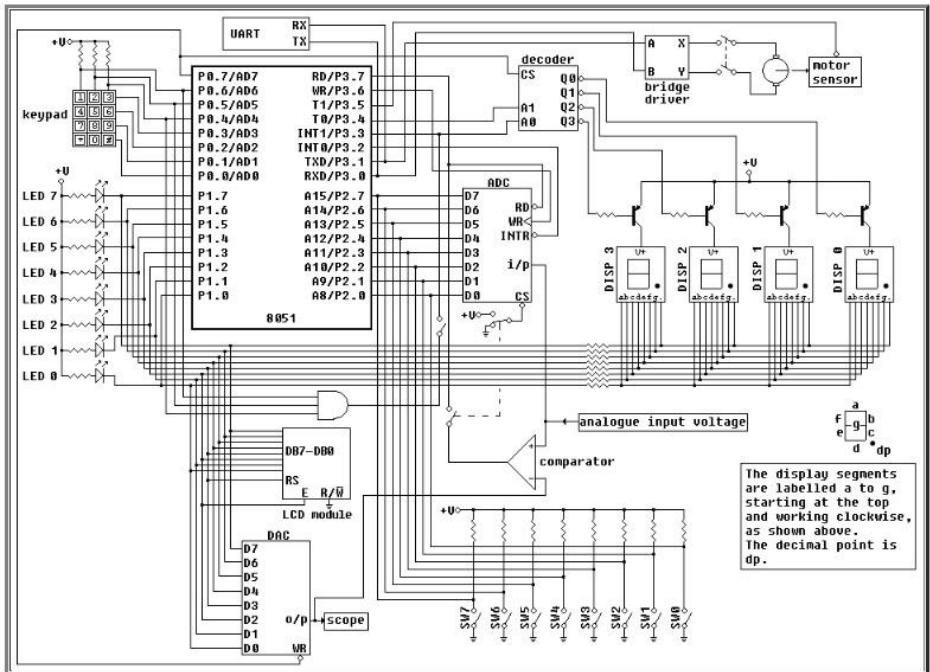 UART
RX
TX
+V
keypad
1 2 3
4 5 6
7 8 9
* 0 #
P0.7/AD7
P0.6/AD6
P0.5/AD5
P0.4/AD4
P0.3/AD3
P0.2/AD2
P0.1/AD1
P0.0/AD0
P1.7
P1.6
P1.5
P1.4
P1.3
P1.2
P1.1
P1.0
RD/P3.7
WR/P3.6
T1/P3.5
T0/P3.4
INT1/P3.3
INT0/P3.2
TXD/P3.1
RXD/P3.0
A15/P2.7
A14/P2.6
A13/P2.5
A12/P2.4
A11/P2.3
A10/P2.2
A9/P2.1
A8/P2.0
8051
decoder
CS
A1
A0
Q0
Q1
Q2
Q3
A
B
X
Y
bridge
driver
motor
sensor
+V
LED 7
LED 6
LED 5
LED 4
LED 3
LED 2
LED 1
LED 0
ADC
D7
D6
D5
D4
D3
D2
D1
D0
RD
WR
INTR
i/p
CS
+V
+V
DISP 3
V+
abcdefg.
DISP 2
V+
abcdefg.
DISP 1
V+
abcdefg.
DISP 0
V+
abcdefg.
analogue input voltage
comparator
+
-
DB7-DB0
RS
E R/W̅
LCD module
DAC
D7
D6
D5
D4
D3
D2
D1
D0
o/p
WR
scope
+V
SW7
SW6
SW5
SW4
SW3
SW2
SW1
SW0
a
f g b
e c
d dp
The display segments
are labelled a to g,
starting at the top
and working clockwise,
as shown above.
The decimal point is
dp.